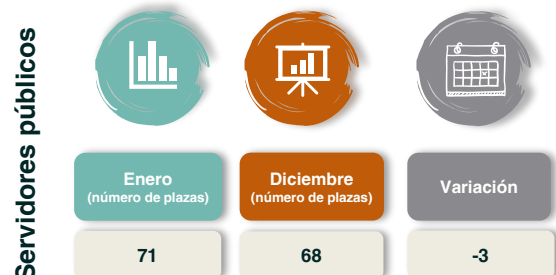 Servidores públicos
Enero
(número de plazas)
Diciembre
(número de plazas)
Variación
71
68
-3